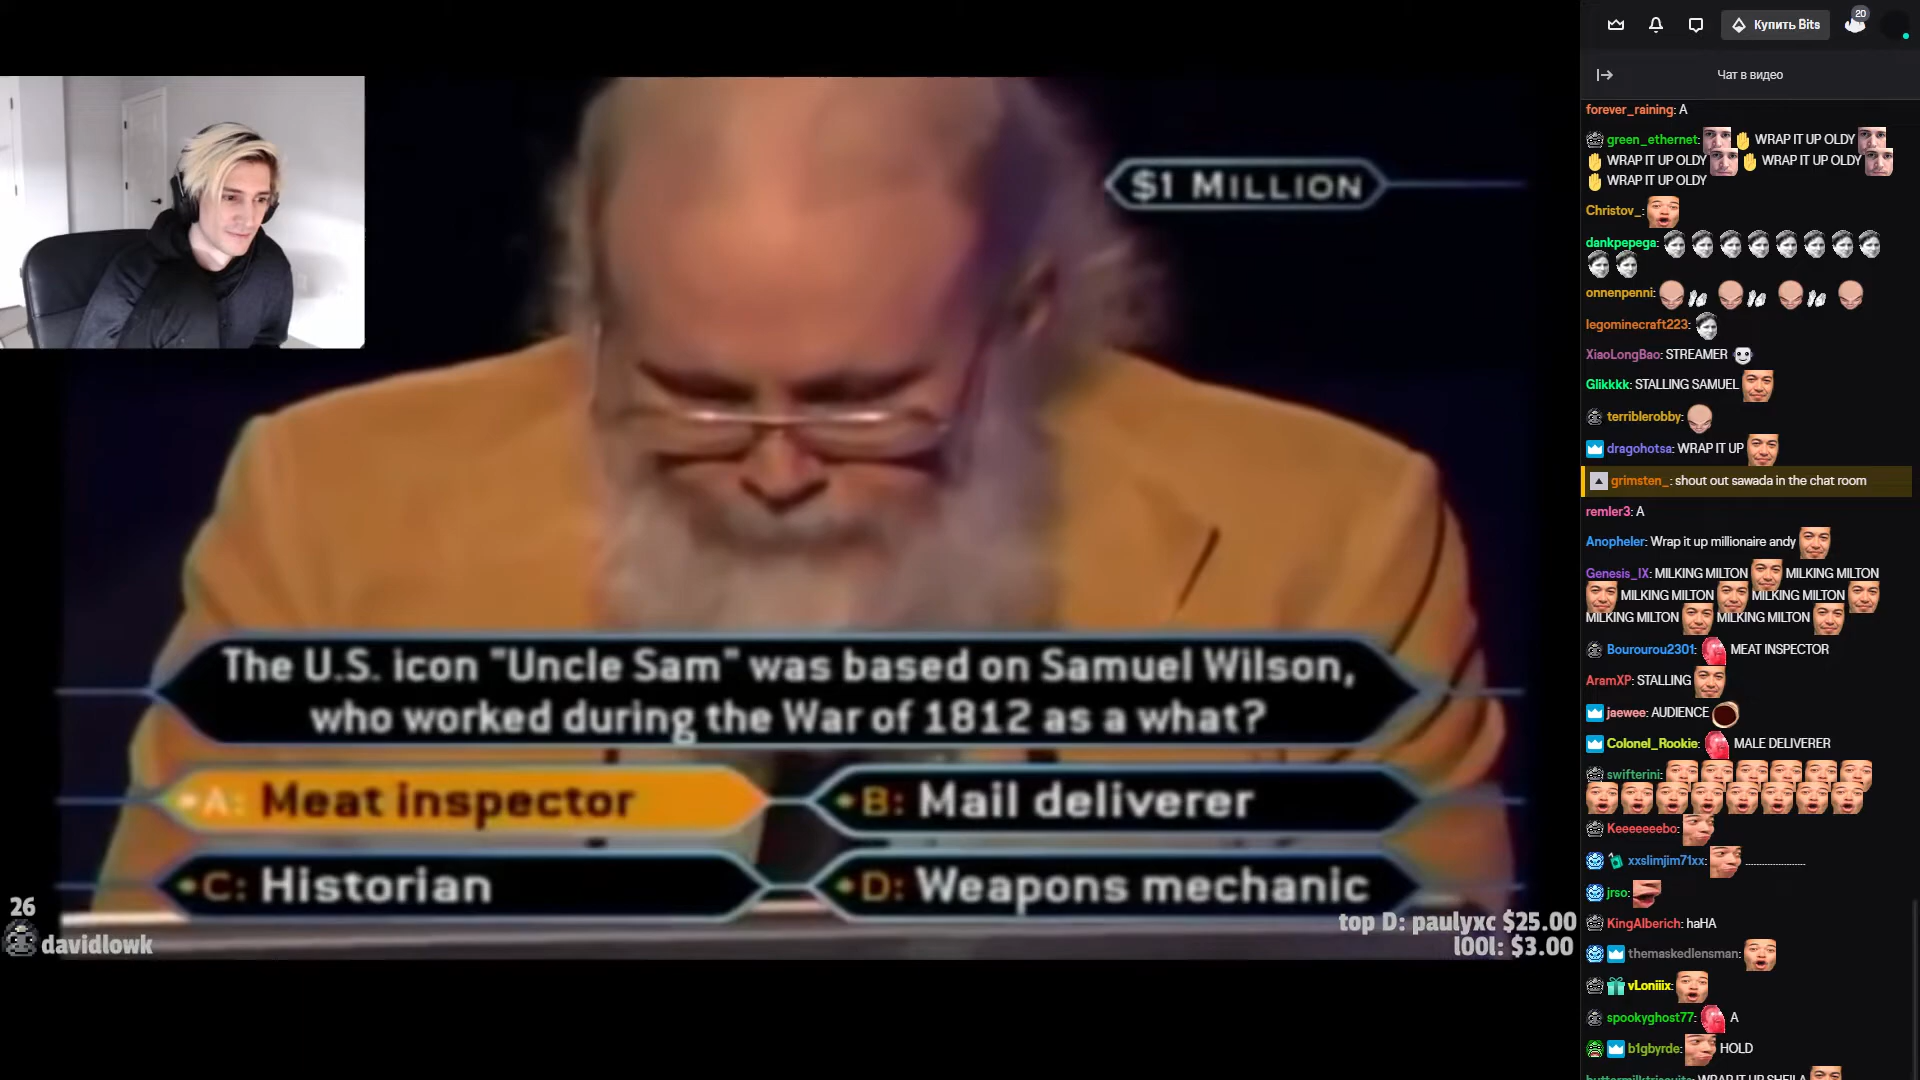 $1 MILLION
The U.S. icon "Uncle Sam" was based on Samuel Wilson,
who worked during the War of 1812 as a what?
A: Meat inspector
B: Mail deliverer
C: Historian
D: Weapons mechanic
26
davidlowk
top D: paulyxc $25.00
l00l: $3.00
Купить Bits
20
Чат в видео
forever_raining: A
green_ethernet: WRAP IT UP OLDY
WRAP IT UP OLDY WRAP IT UP OLDY
WRAP IT UP OLDY
Christov_:
dankpepega:
onnenpenni:
legominecraft223:
XiaoLongBao: STREAMER
Glikkkk: STALLING SAMUEL
terriblerobby:
dragohotsa: WRAP IT UP
grimsten_: shout out sawada in the chat room
remler3: A
Anopheler: Wrap it up millionaire andy
Genesis_IX: MILKING MILTON MILKING MILTON
MILKING MILTON MILKING MILTON
MILKING MILTON MILKING MILTON
Bourourou2301: MEAT INSPECTOR
AramXP: STALLING
jaewee: AUDIENCE
Colonel_Rookie: MALE DELIVERER
swifterini:
Keeeeeeebo:
xxslimjim71xx: .....................
jrso:
KingAlberich: haHA
themaskedlensman:
vLoniiix:
spookyghost77: A
b1gbyrde: HOLD
WRAP IT UP SHEILA